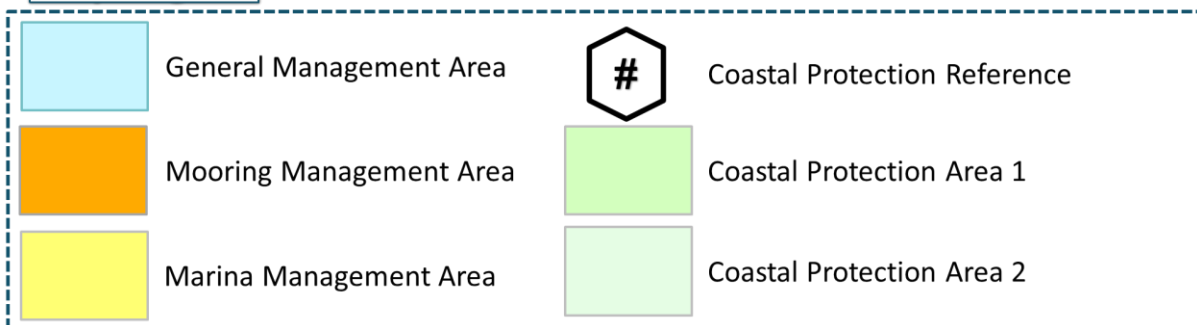 General Management Area
#
Coastal Protection Reference
Mooring Management Area
Coastal Protection Area 1
Marina Management Area
Coastal Protection Area 2